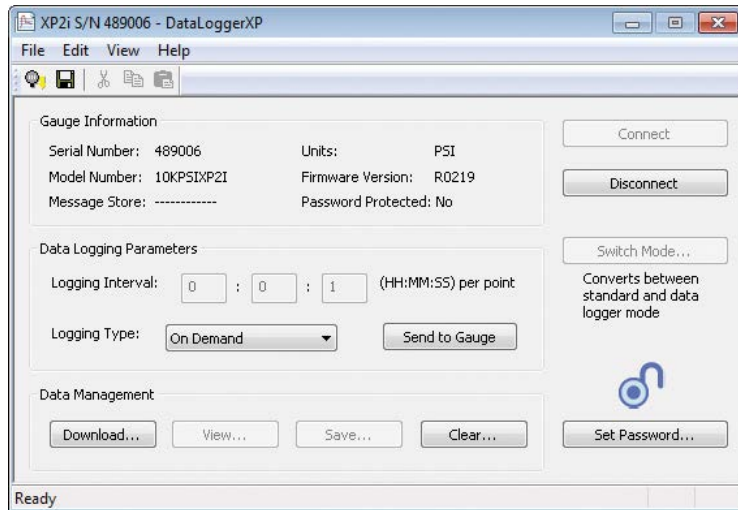 XP2i S/N 489006 - DataLoggerXP
File Edit View Help
Gauge Information
Serial Number: 489006 Units: PSI
Model Number: 10KPSIXP2I Firmware Version: R0219
Message Store: ------------ Password Protected: No
Connect
Disconnect
Data Logging Parameters
Logging Interval: 0 : 0 : 1 (HH:MM:SS) per point
Logging Type: On Demand Send to Gauge
Switch Mode...
Converts between
standard and data
logger mode
Data Management
Download... View... Save... Clear...
Set Password...
Ready